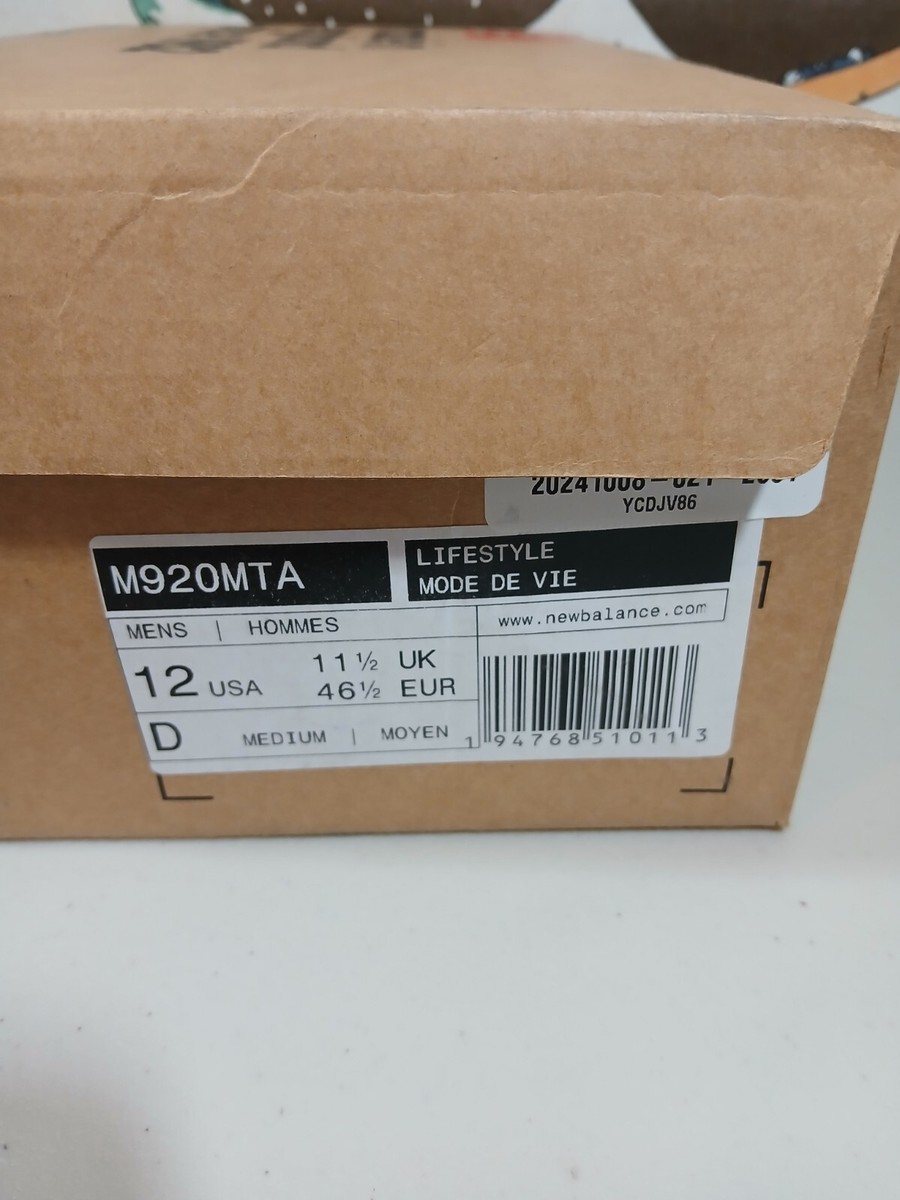 YCDJV86
M920MTA
LIFESTYLE
MODE DE VIE
MENS | HOMMES
www.newbalance.com
12 USA
11½ UK
46½ EUR
D MEDIUM | MOYEN
1 94768 51011 3